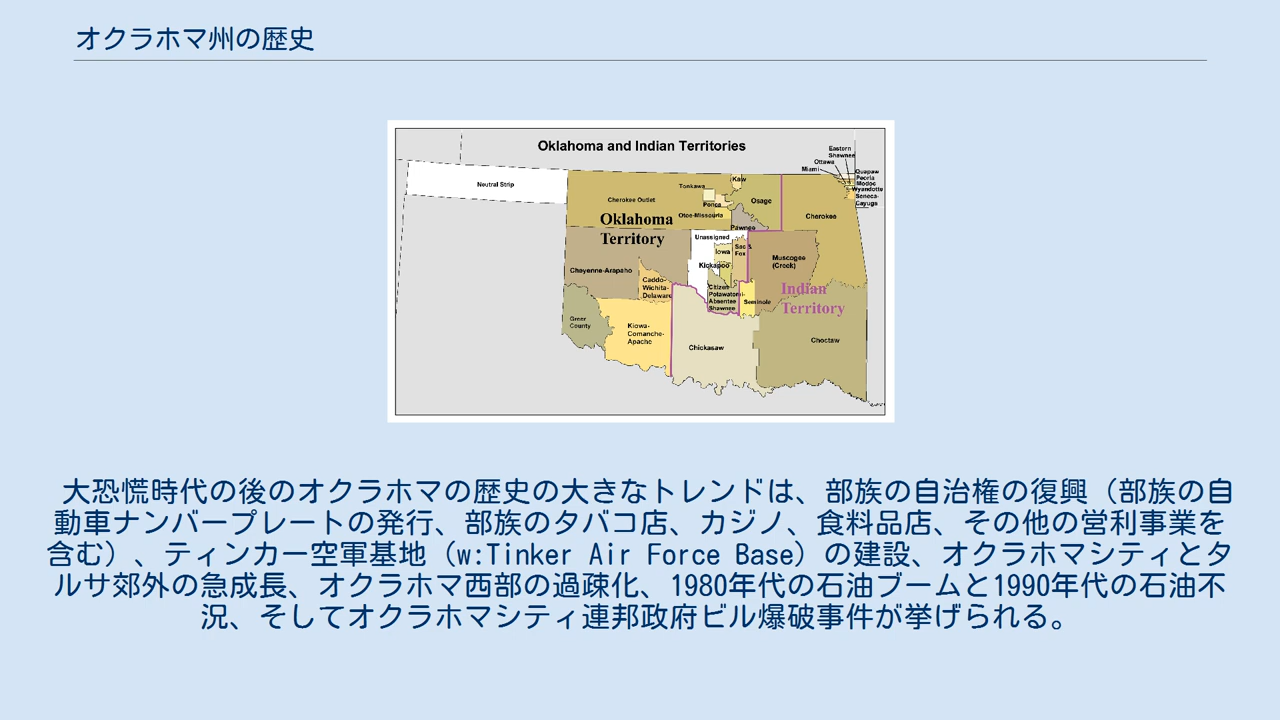 オクラホマ州の歴史
Oklahoma and Indian Territories
Neutral Strip
Cherokee Outlet
Tonkawa
Kaw
Ponca
Otoe-Missouria
Osage
Pawnee
Eastern
Shawnee
Ottawa
Miami
Quapaw
Peoria
Modoc
Wyandotte
Seneca-
Cayuga
Cherokee
Oklahoma
Territory
Unassigned
Iowa
Sac &
Fox
Kickapoo
Muscogee
(Creek)
Cheyenne-Arapaho
Caddo-
Wichita-
Delaware
Citizen
Potawatomi-
Absentee
Shawnee
Seminole
Indian
Territory
Greer
County
Kiowa-
Comanche-
Apache
Chickasaw
Choctaw
大恐慌時代の後のオクラホマの歴史の大きなトレンドは、部族の自治権の復興（部族の自
動車ナンバープレートの発行、部族のタバコ店、カジノ、食料品店、その他の営利事業を
含む）、ティンカー空軍基地（w:Tinker Air Force Base）の建設、オクラホマシティとタ
ルサ郊外の急成長、オクラホマ西部の過疎化、1980年代の石油ブームと1990年代の石油不
況、そしてオクラホマシティ連邦政府ビル爆破事件が挙げられる。